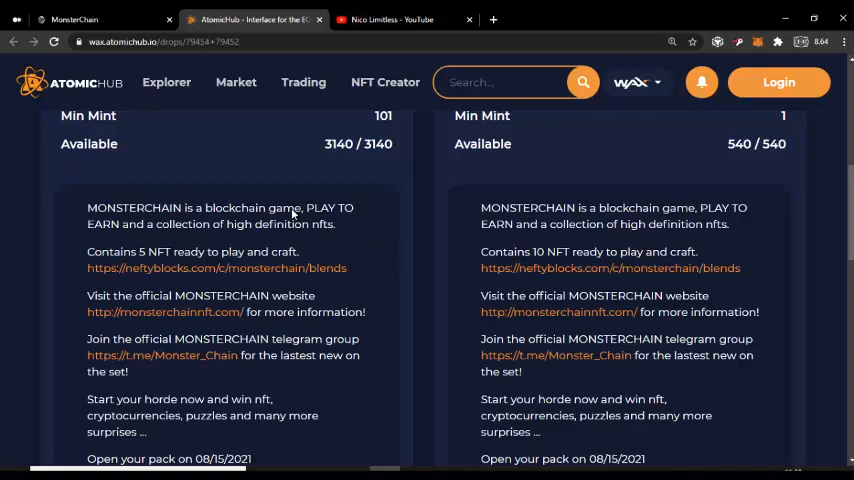 MonsterChain
AtomicHub - Interface for the EO
Nico Limitless - YouTube
wax.atomichub.io/drops/79454+79452
8.64
ATOMICHUB
Explorer
Market
Trading
NFT Creator
Search...
WAX
Login
Min Mint 101
Available 3140 / 3140
MONSTERCHAIN is a blockchain game, PLAY TO
EARN and a collection of high definition nfts.
Contains 5 NFT ready to play and craft.
https://neftyblocks.com/c/monsterchain/blends
Visit the official MONSTERCHAIN website
http://monsterchainnft.com/ for more information!
Join the official MONSTERCHAIN telegram group
https://t.me/Monster_Chain for the lastest new on
the set!
Start your horde now and win nft,
cryptocurrencies, puzzles and many more
surprises ...
Open your pack on 08/15/2021
Min Mint 1
Available 540 / 540
MONSTERCHAIN is a blockchain game, PLAY TO
EARN and a collection of high definition nfts.
Contains 10 NFT ready to play and craft.
https://neftyblocks.com/c/monsterchain/blends
Visit the official MONSTERCHAIN website
http://monsterchainnft.com/ for more information!
Join the official MONSTERCHAIN telegram group
https://t.me/Monster_Chain for the lastest new on
the set!
Start your horde now and win nft,
cryptocurrencies, puzzles and many more
surprises ...
Open your pack on 08/15/2021